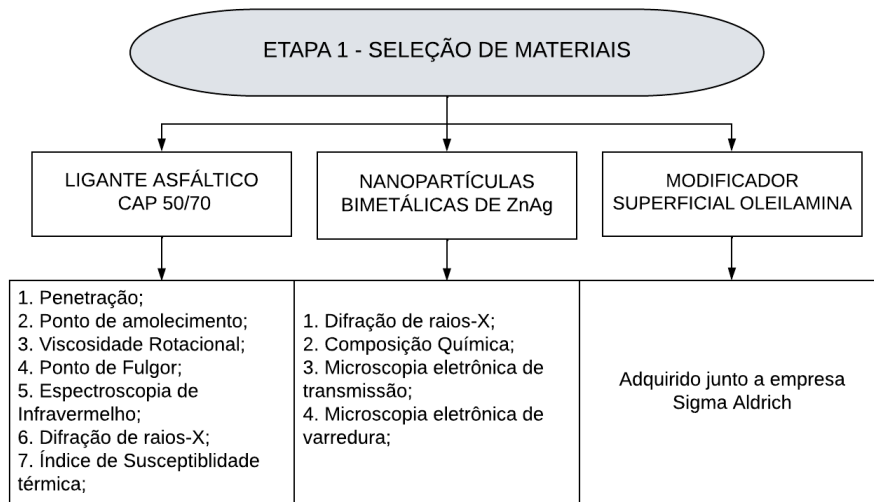 ETAPA 1 - SELEÇÃO DE MATERIAIS
LIGANTE ASFÁLTICO
CAP 50/70
NANOPARTÍCULAS
BIMETÁLICAS DE ZnAg
MODIFICADOR
SUPERFICIAL OLEILAMINA
1. Penetração;
2. Ponto de amolecimento;
3. Viscosidade Rotacional;
4. Ponto de Fulgor;
5. Espectroscopia de
Infravermelho;
6. Difração de raios-X;
7. Índice de Susceptiblidade
térmica;
1. Difração de raios-X;
2. Composição Química;
3. Microscopia eletrônica de
transmissão;
4. Microscopia eletrônica de
varredura;
Adquirido junto a empresa
Sigma Aldrich